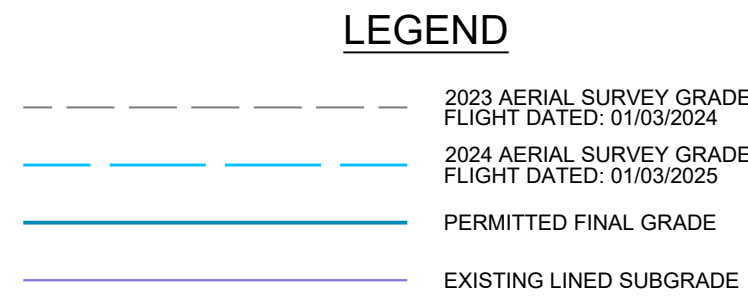 LEGEND
2023 AERIAL SURVEY GRADE
FLIGHT DATED: 01/03/2024
2024 AERIAL SURVEY GRADE
FLIGHT DATED: 01/03/2025
PERMITTED FINAL GRADE
EXISTING LINED SUBGRADE